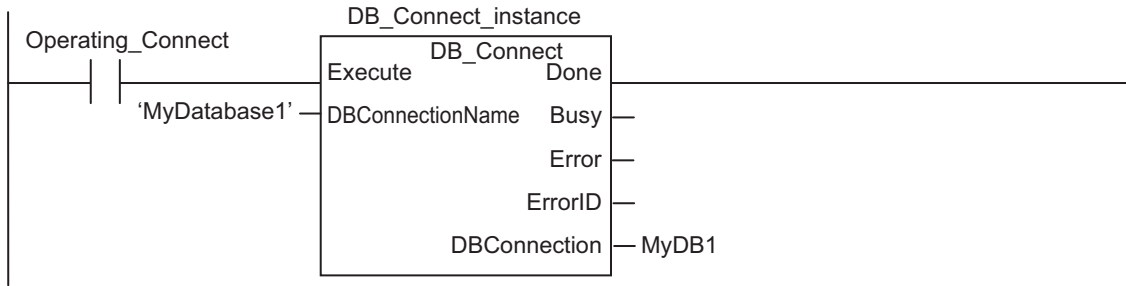 DB_Connect_instance
Operating_Connect
DB_Connect
Execute Done
‘MyDatabase1’ DBConnectionName Busy
Error
ErrorID
DBConnection MyDB1